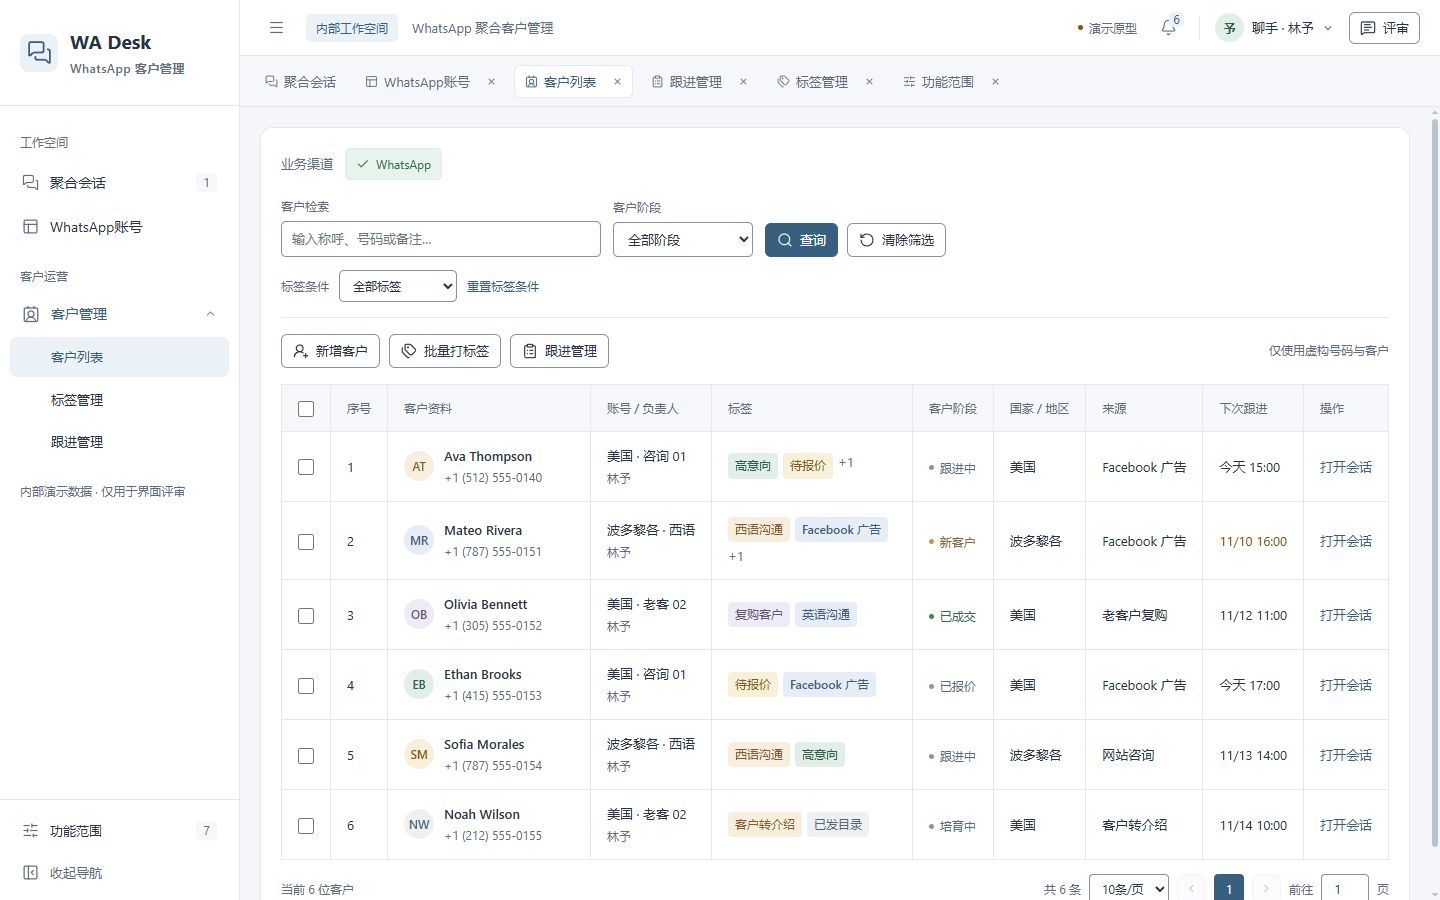 WA Desk
WhatsApp 客户管理
工作空间
聚合会话 1
WhatsApp账号
客户运营
客户管理
客户列表
标签管理
跟进管理
内部演示数据 · 仅用于界面评审
功能范围 7
收起导航
内部工作空间 WhatsApp 聚合客户管理 演示原型 6 予 聊手 · 林予 评审
聚合会话 WhatsApp账号 × 客户列表 × 跟进管理 × 标签管理 × 功能范围 ×
业务渠道 WhatsApp
客户检索 客户阶段
输入称呼、号码或备注... 全部阶段 查询 清除筛选
标签条件 全部标签 重置标签条件
新增客户 批量打标签 跟进管理 仅使用虚构号码与客户
序号 客户资料 账号 / 负责人 标签 客户阶段 国家 / 地区 来源 下次跟进 操作
1 AT Ava Thompson 美国 · 咨询 01 高意向 待报价 +1 跟进中 美国 Facebook 广告 今天 15:00 打开会话
+1 (512) 555-0140 林予
2 MR Mateo Rivera 波多黎各 · 西语 西语沟通 Facebook 广告 新客户 波多黎各 Facebook 广告 11/10 16:00 打开会话
+1 (787) 555-0151 林予 +1
3 OB Olivia Bennett 美国 · 老客 02 复购客户 英语沟通 已成交 美国 老客户复购 11/12 11:00 打开会话
+1 (305) 555-0152 林予
4 EB Ethan Brooks 美国 · 咨询 01 待报价 Facebook 广告 已报价 美国 Facebook 广告 今天 17:00 打开会话
+1 (415) 555-0153 林予
5 SM Sofia Morales 波多黎各 · 西语 西语沟通 高意向 跟进中 波多黎各 网站咨询 11/13 14:00 打开会话
+1 (787) 555-0154 林予
6 NW Noah Wilson 美国 · 老客 02 客户转介绍 已发目录 培育中 美国 客户转介绍 11/14 10:00 打开会话
+1 (212) 555-0155 林予
当前 6 位客户 共 6 条 10条/页 1 前往 1 页